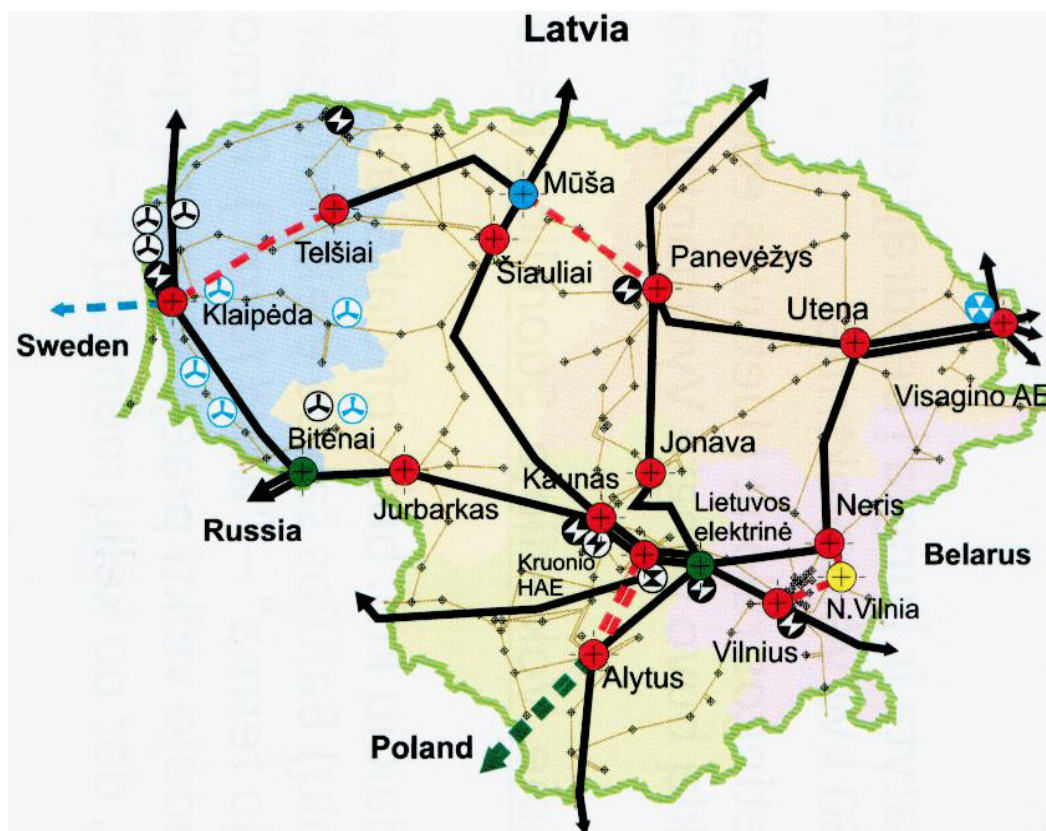 Latvia
Mūša
Telšiai
Šiauliai
Panevėžys
Klaipėda
Utena
Sweden
Visagino AE
Bitėnai
Jonava
Kaunas
Jurbarkas
Lietuvos
elektrinė
Neris
Russia
Kruonio
HAE
Belarus
N.Vilnia
Vilnius
Alytus
Poland